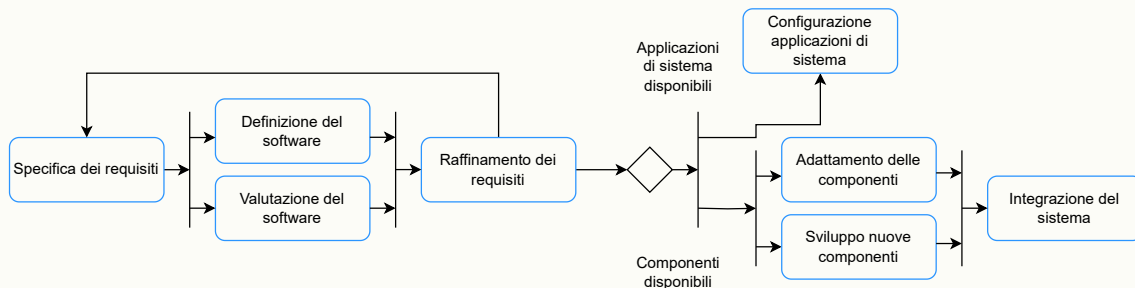 Specifica dei requisiti
Definizione del
software
Valutazione del
software
Raffinamento dei
requisiti
Applicazioni
di sistema
disponibili
Configurazione
applicazioni di
sistema
Adattamento delle
componenti
Sviluppo nuove
componenti
Componenti
disponibili
Integrazione del
sistema